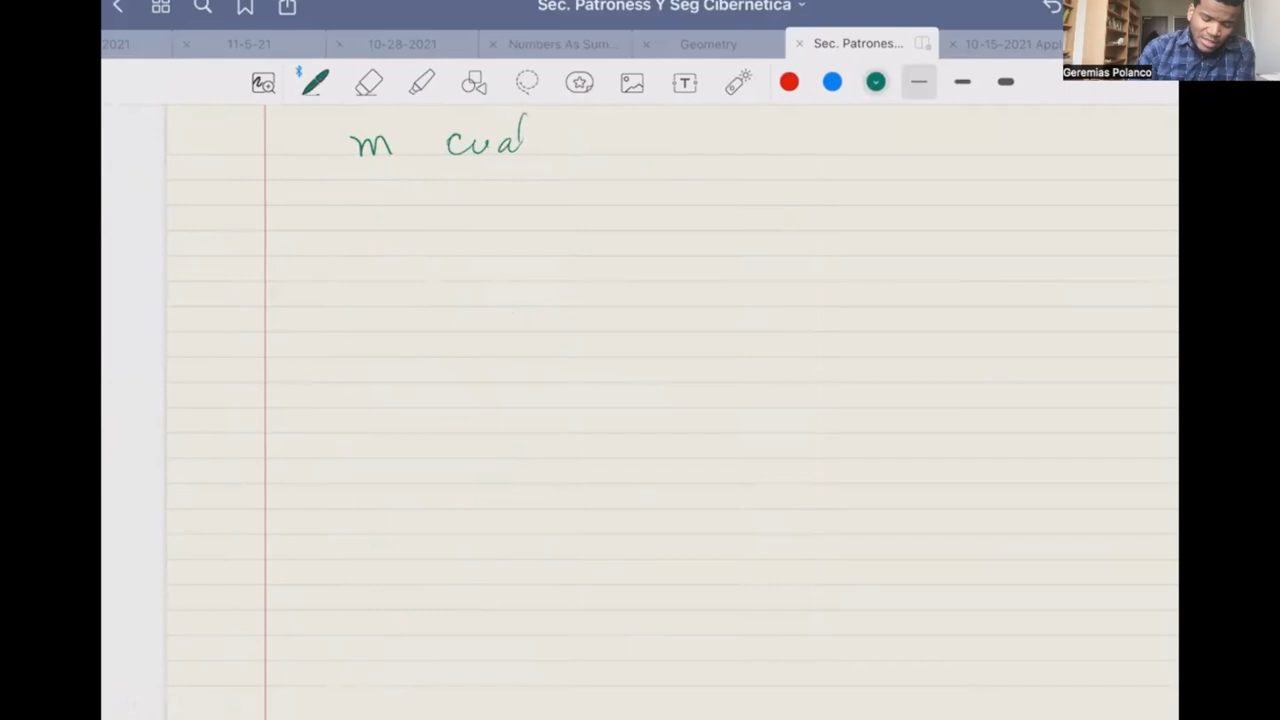 Sec. Patroness Y Seg Cibernetica
2021 11-5-21 10-28-2021 Numbers As Sum... Geometry Sec. Patrones... 10-15-2021 Appl
Geremias Polanco
m cual